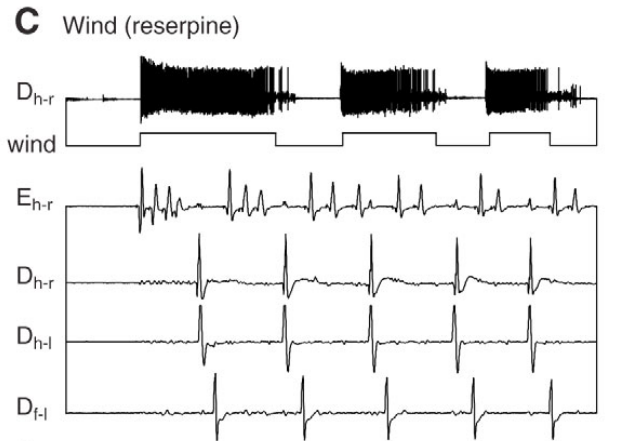 C Wind (reserpine)
Dh-r
wind
Eh-r
Dh-r
Dh-l
Df-l